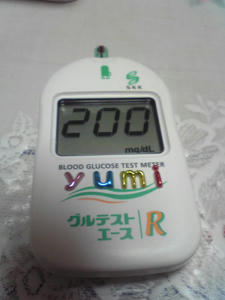 SKK
200
mg/dL
BLOOD GLUCOSE TEST METER
yumi
グルテスト
エース R